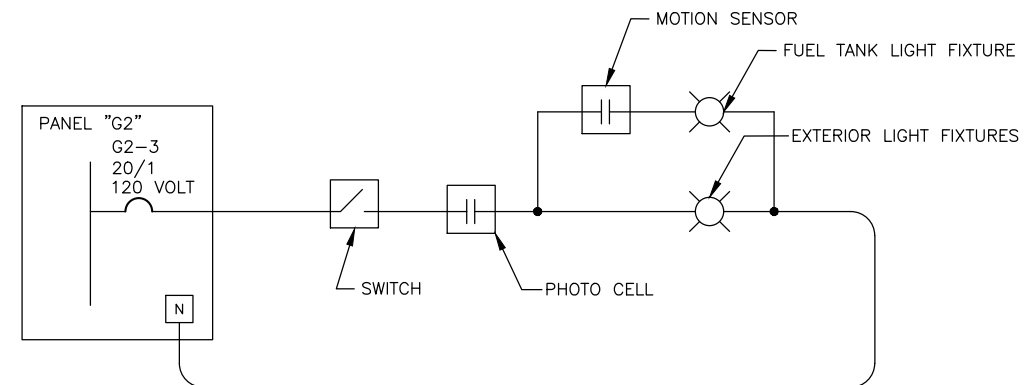 MOTION SENSOR
FUEL TANK LIGHT FIXTURE
PANEL "G2"
G2-3
20/1
120 VOLT
EXTERIOR LIGHT FIXTURES
SWITCH
PHOTO CELL
N